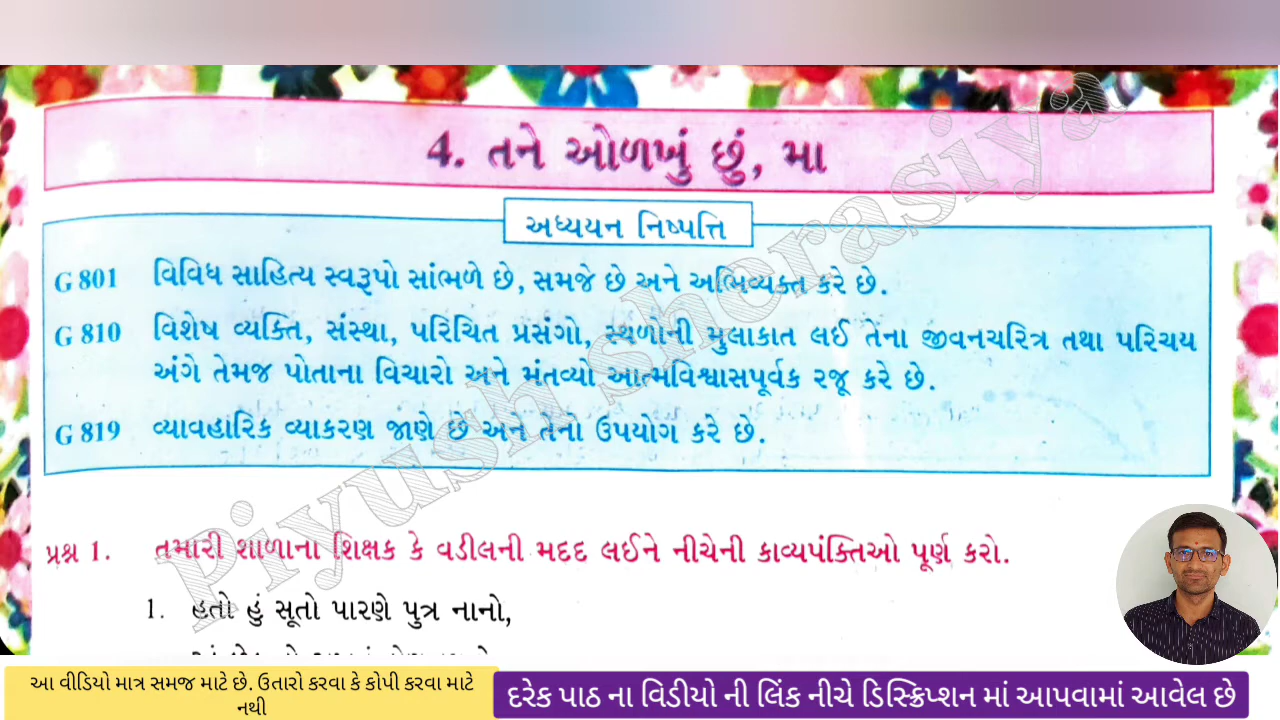 4. તને ઓળખું છું, મા
અધ્યયન નિષ્પત્તિ
G 801 વિવિધ સાહિત્ય સ્વરૂપો સાંભળે છે, સમજે છે અને અભિવ્યક્ત કરે છે.
G 810 વિશેષ વ્યક્તિ, સંસ્થા, પરિચિત પ્રસંગો, સ્થળોની મુલાકાત લઈ તેના જીવનચરિત્ર તથા પરિચય
અંગે તેમજ પોતાના વિચારો અને મંતવ્યો આત્મવિશ્વાસપૂર્વક રજૂ કરે છે.
G 819 વ્યાવહારિક વ્યાકરણ જાણે છે અને તેનો ઉપયોગ કરે છે.
પ્રશ્ન 1. તમારી શાળાના શિક્ષક કે વડીલની મદદ લઈને નીચેની કાવ્યપંક્તિઓ પૂર્ણ કરો.
1. હતો હું સૂતો પારણે પુત્ર નાનો,
Piyush sherasiya
આ વીડિયો માત્ર સમજ માટે છે. ઉતારો કરવા કે કોપી કરવા માટે
નથી
દરેક પાઠ ના વિડીયો ની લિંક નીચે ડિસ્ક્રિપ્શન માં આપવામાં આવેલ છે